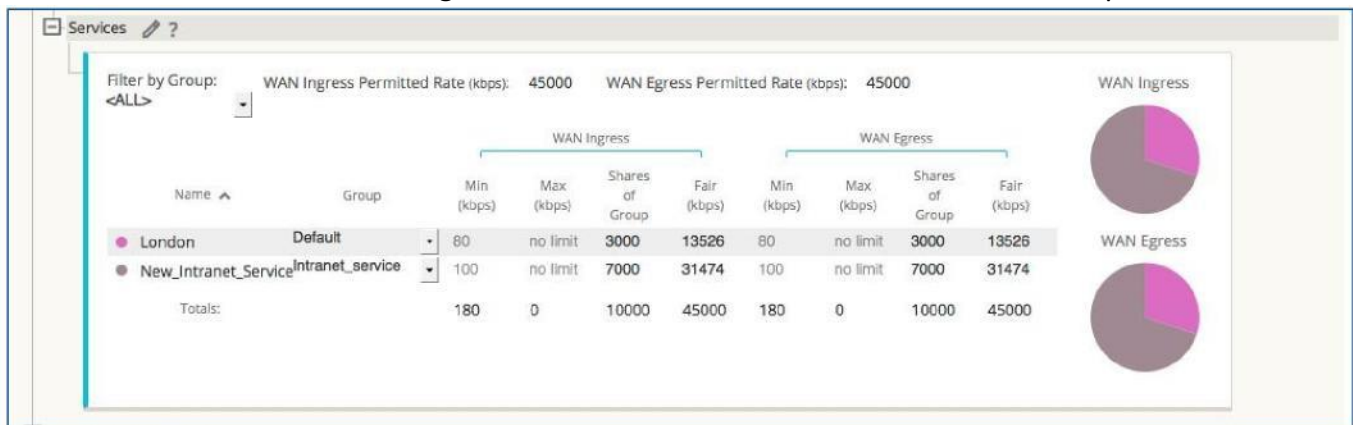 Services ?
Filter by Group: WAN Ingress Permitted Rate (kbps): 45000 WAN Egress Permitted Rate (kbps): 45000 WAN Ingress
<ALL>
WAN Ingress WAN Egress
Name Group Min (kbps) Max (kbps) Shares of Group Fair (kbps) Min (kbps) Max (kbps) Shares of Group Fair (kbps)
London Default 80 no limit 3000 13526 80 no limit 3000 13526 WAN Egress
New_Intranet_Service Intranet_service 100 no limit 7000 31474 100 no limit 7000 31474
Totals: 180 0 10000 45000 180 0 10000 45000